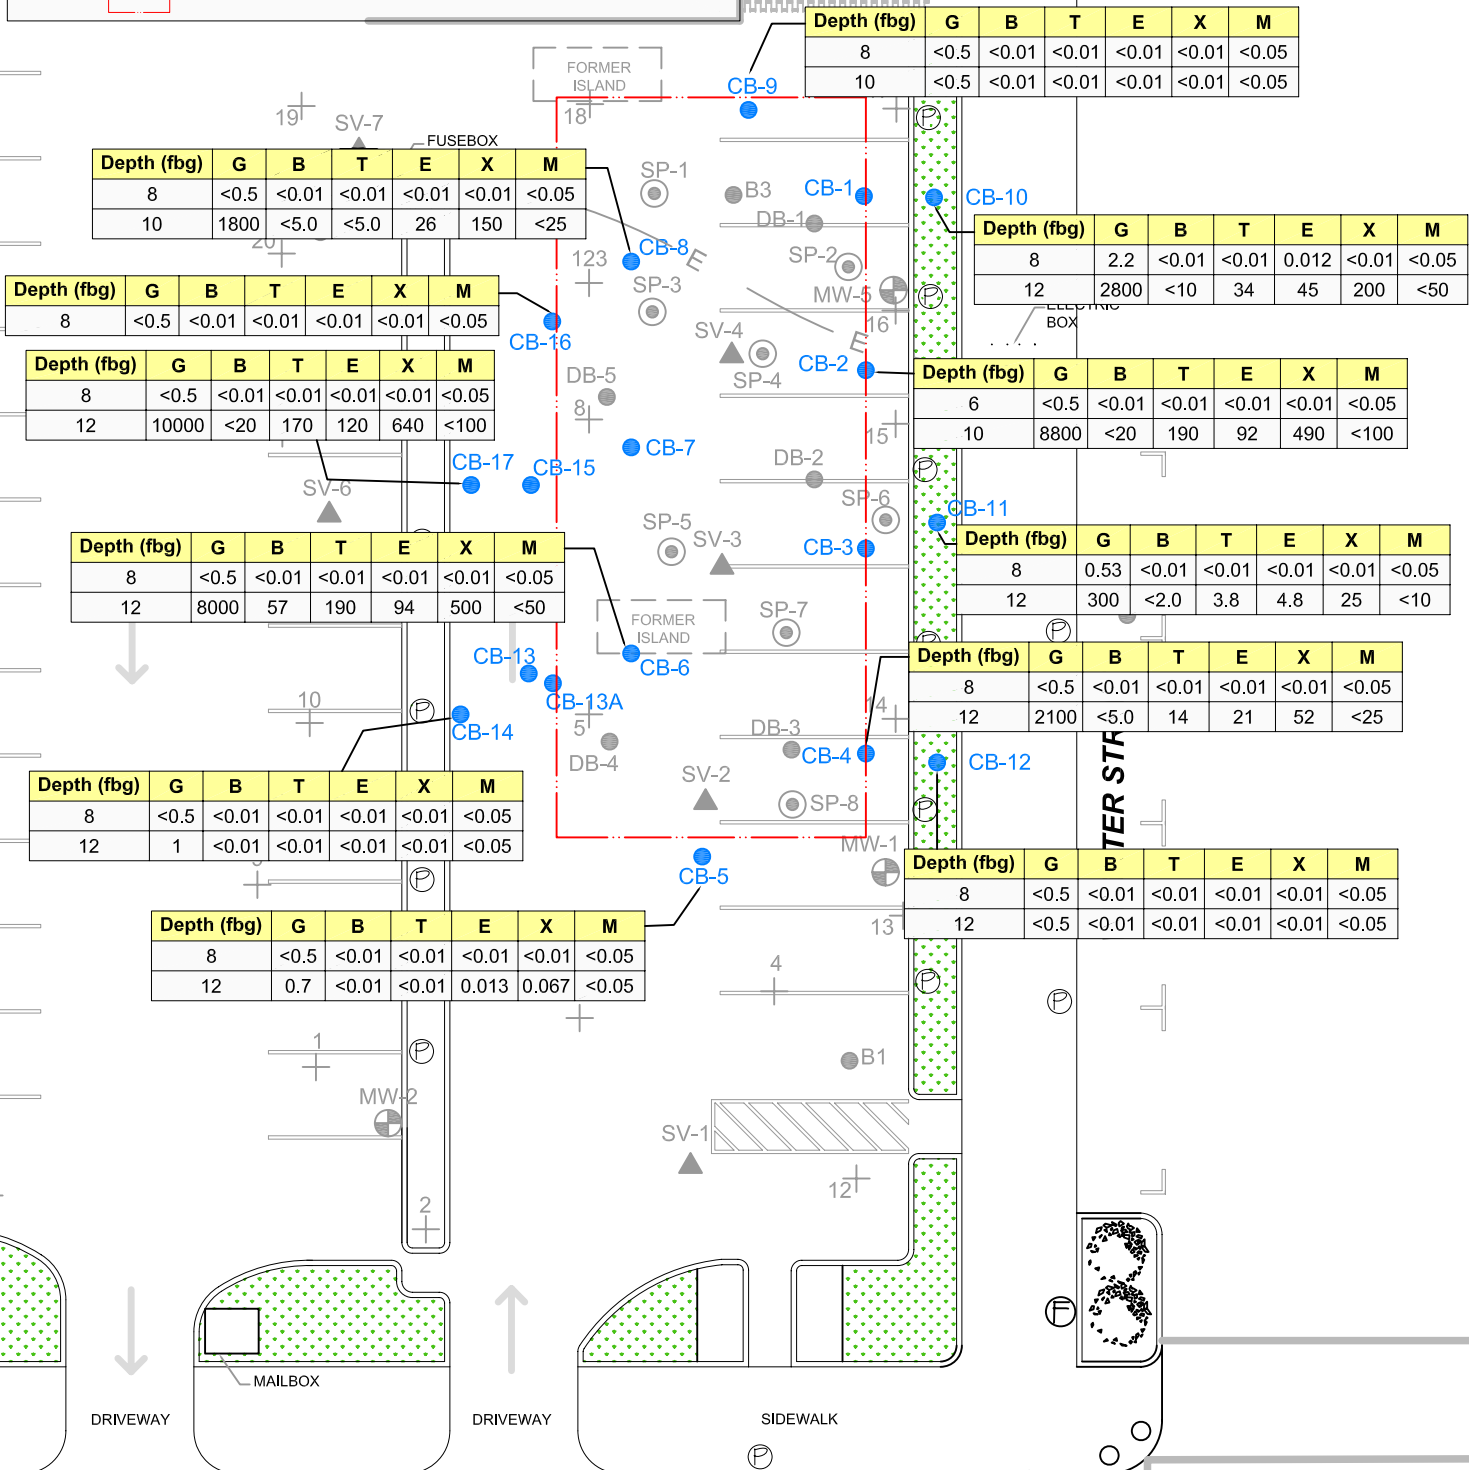 Depth (fbg) G B T E X M
8 <0.5 <0.01 <0.01 <0.01 <0.01 <0.05
10 <0.5 <0.01 <0.01 <0.01 <0.01 <0.05
FORMER
ISLAND
CB-9
19
18
SV-7
FUSEBOX
Depth (fbg) G B T E X M
8 <0.5 <0.01 <0.01 <0.01 <0.01 <0.05
10 1800 <5.0 <5.0 26 150 <25
SP-1
B3
CB-1
DB-1
CB-10
20
123
CB-8
E
SP-2
SP-3
MW-5
Depth (fbg) G B T E X M
8 2.2 <0.01 <0.01 0.012 <0.01 <0.05
12 2800 <10 34 45 200 <50
ELECTRIC
BOX
Depth (fbg) G B T E X M
8 <0.5 <0.01 <0.01 <0.01 <0.01 <0.05
CB-16
SV-4
E
16
SP-4
CB-2
Depth (fbg) G B T E X M
8 <0.5 <0.01 <0.01 <0.01 <0.01 <0.05
12 10000 <20 170 120 640 <100
DB-5
8
Depth (fbg) G B T E X M
6 <0.5 <0.01 <0.01 <0.01 <0.01 <0.05
10 8800 <20 190 92 490 <100
15
CB-7
CB-17
CB-15
DB-2
SV-6
SP-6
CB-11
SP-5
SV-3
CB-3
Depth (fbg) G B T E X M
8 <0.5 <0.01 <0.01 <0.01 <0.01 <0.05
12 8000 57 190 94 500 <50
Depth (fbg) G B T E X M
8 0.53 <0.01 <0.01 <0.01 <0.01 <0.05
12 300 <2.0 3.8 4.8 25 <10
FORMER
ISLAND
SP-7
CB-13
CB-6
CB-13A
Depth (fbg) G B T E X M
8 <0.5 <0.01 <0.01 <0.01 <0.01 <0.05
12 2100 <5.0 14 21 52 <25
10
CB-14
5
14
DB-4
DB-3
CB-4
CB-12
TER STR
SV-2
SP-8
Depth (fbg) G B T E X M
8 <0.5 <0.01 <0.01 <0.01 <0.01 <0.05
12 1 <0.01 <0.01 <0.01 <0.01 <0.05
MW-1
CB-5
Depth (fbg) G B T E X M
8 <0.5 <0.01 <0.01 <0.01 <0.01 <0.05
12 <0.5 <0.01 <0.01 <0.01 <0.01 <0.05
13
Depth (fbg) G B T E X M
8 <0.5 <0.01 <0.01 <0.01 <0.01 <0.05
12 0.7 <0.01 <0.01 0.013 0.067 <0.05
4
1
B1
MW-2
SV-1
12
2
MAILBOX
DRIVEWAY
DRIVEWAY
SIDEWALK
P
P
P
P
P
P
P
P
P
P
P
P
P
F